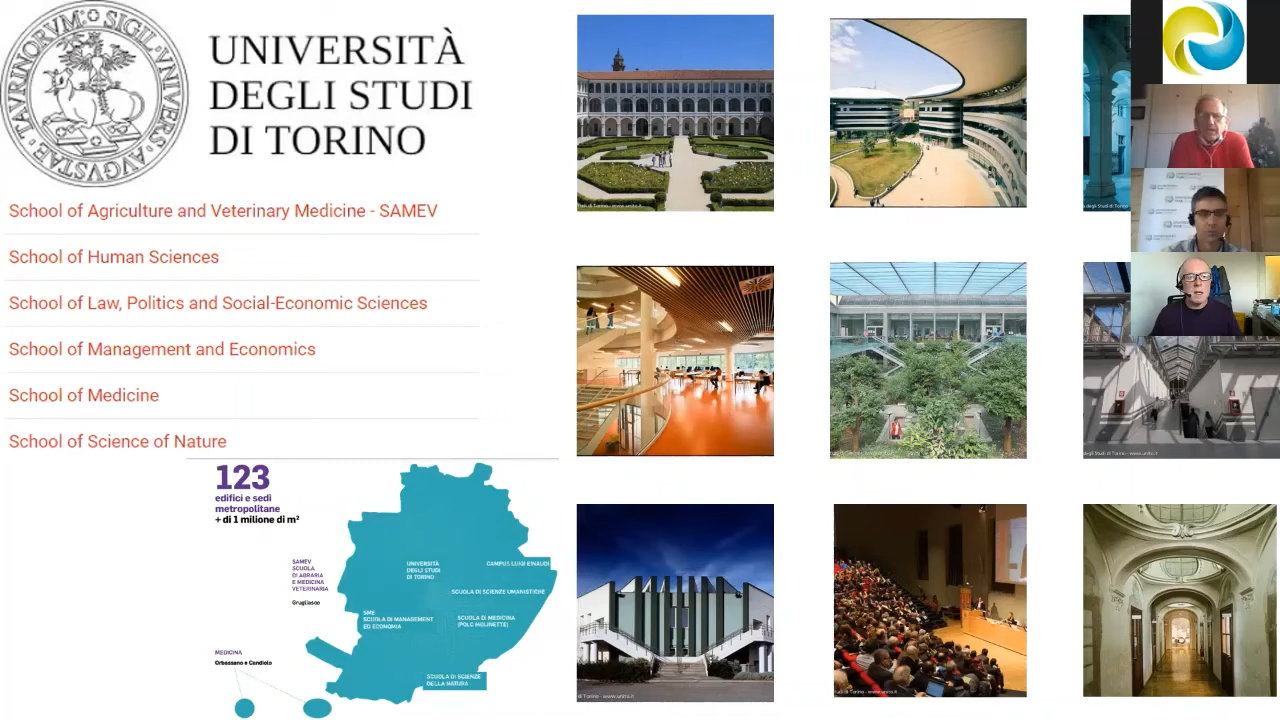 UNIVERSITÀ
DEGLI STUDI
DI TORINO
School of Agriculture and Veterinary Medicine - SAMEV
School of Human Sciences
School of Law, Politics and Social-Economic Sciences
School of Management and Economics
School of Medicine
School of Science of Nature
123
edifici e sedi
metropolitane
+ di 1 milione di m²
SAMEV
SCUOLA
DI AGRARIA
E MEDICINA
VETERINARIA
Grugliasco
MEDICINA
Orbassano e Candiolo
UNIVERSITÀ
DEGLI STUDI
DI TORINO
CAMPUS LUIGI EINAUDI
SCUOLA DI SCIENZE UMANISTICHE
SME
SCUOLA DI MANAGEMENT
ED ECONOMIA
SCUOLA DI MEDICINA
(POLO MOLINETTE)
SCUOLA DI SCIENZE
DELLA NATURA